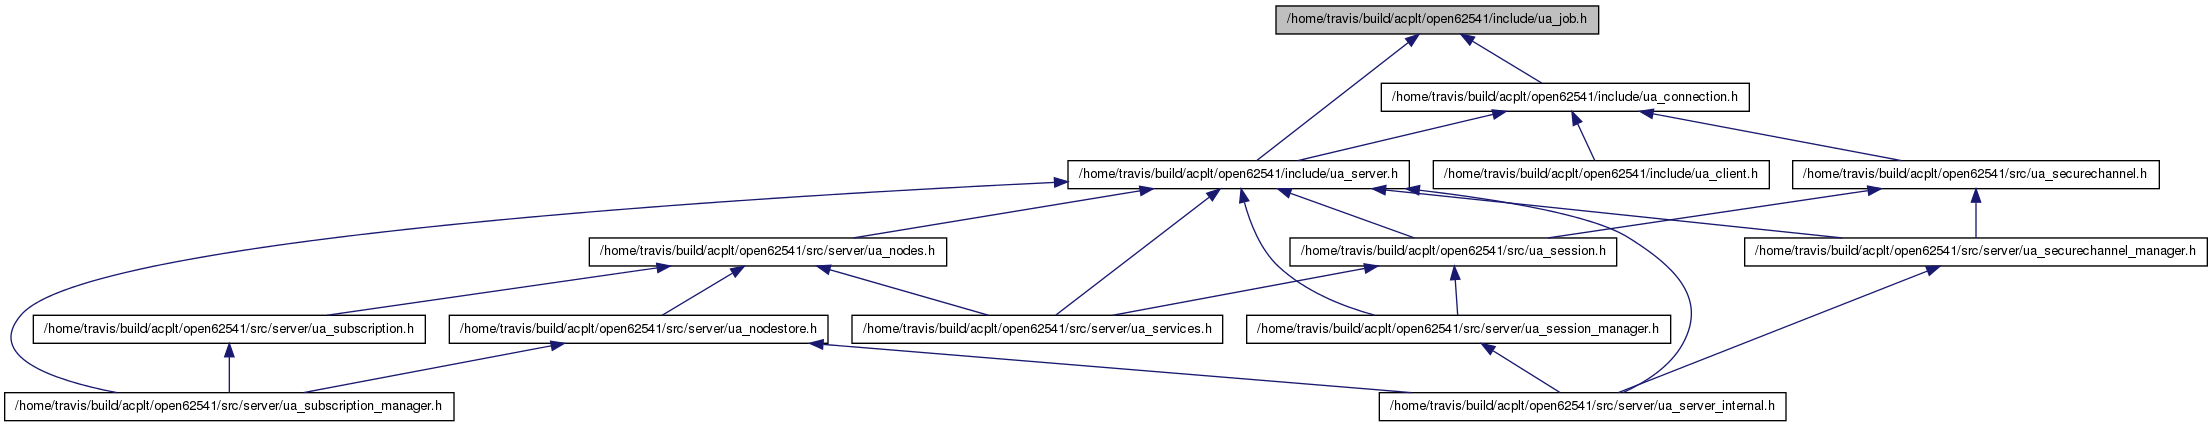 /home/travis/build/acplt/open62541/include/ua_job.h
/home/travis/build/acplt/open62541/include/ua_connection.h
/home/travis/build/acplt/open62541/include/ua_server.h
/home/travis/build/acplt/open62541/include/ua_client.h
/home/travis/build/acplt/open62541/src/ua_securechannel.h
/home/travis/build/acplt/open62541/src/server/ua_nodes.h
/home/travis/build/acplt/open62541/src/ua_session.h
/home/travis/build/acplt/open62541/src/server/ua_securechannel_manager.h
/home/travis/build/acplt/open62541/src/server/ua_subscription.h
/home/travis/build/acplt/open62541/src/server/ua_nodestore.h
/home/travis/build/acplt/open62541/src/server/ua_services.h
/home/travis/build/acplt/open62541/src/server/ua_session_manager.h
/home/travis/build/acplt/open62541/src/server/ua_subscription_manager.h
/home/travis/build/acplt/open62541/src/server/ua_server_internal.h